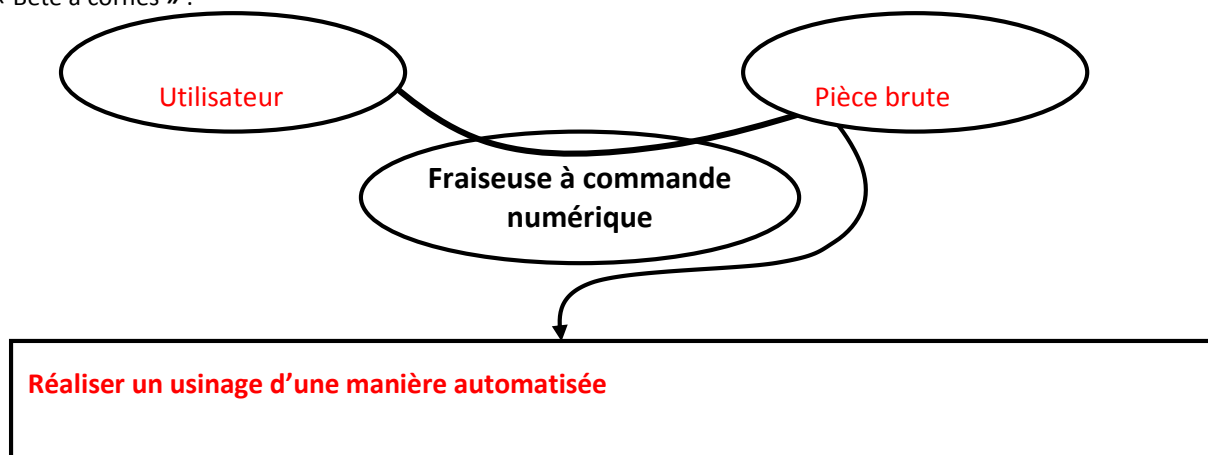 « Bête à cornes » :
Utilisateur
Pièce brute
Fraiseuse à commande
numérique
Réaliser un usinage d’une manière automatisée